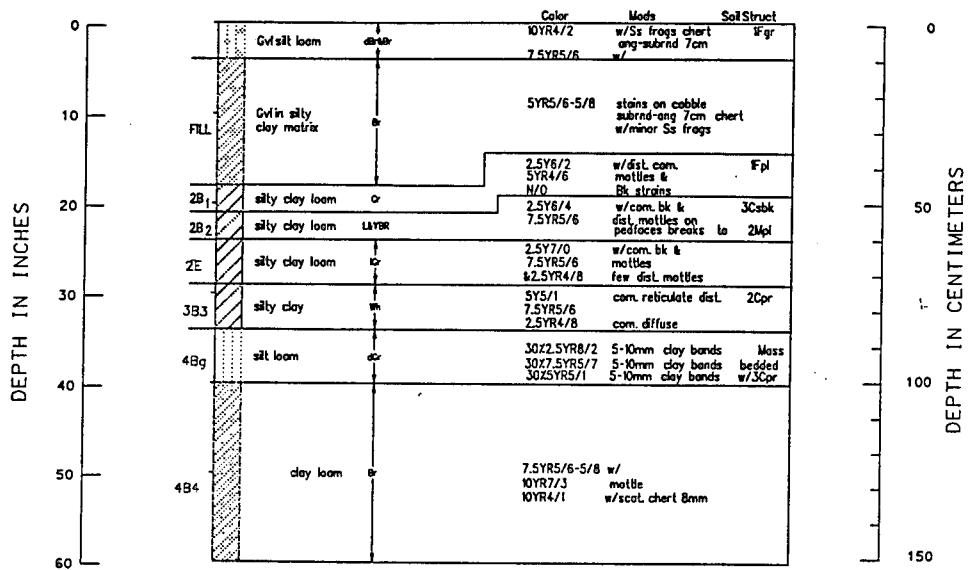 Color Mods Soil Struct
0 Gvl silt loam dBr&Br 10YR4/2 w/Ss frags chert 1Fgr 0
ang-subrnd 7cm
7.5YR5/6 w/
10 FILL Gvl in silty clay matrix Br 5YR5/6-5/8 stains on cobble
subrnd-ang 7cm chert
w/minor Ss frags
2.5Y6/2 w/dist. com. 1Fpl
5YR4/6 mottles &
N/0 Bk strains
2B1 silty clay loam Gr
20 2.5Y6/4 w/com. bk & 3Csbk 50
2B2 silty clay loam Lt&YBR 7.5YR5/6 dist. mottles on
pedfaces breaks to 2Mpl
2E silty clay loam lGr 2.5Y7/0 w/com. bk &
7.5YR5/6 mottles
&2.5YR4/8 few dist. mottles
30 3B3 silty clay Wh 5Y5/1 com. reticulate dist. 2Cpr
7.5YR5/6
2.5YR4/8 com. diffuse
4Bg silt loam dGr 30%2.5YR8/2 5-10mm clay bands Mass
30%7.5YR5/7 5-10mm clay bands bedded
30%5YR5/1 5-10mm clay bands w/3Cpr
40 100
4B4 clay loam Br 7.5YR5/6-5/8 w/
50 10YR7/3 mottle
10YR4/1 w/scat. chert 8mm
60 150
DEPTH IN INCHES
DEPTH IN CENTIMETERS